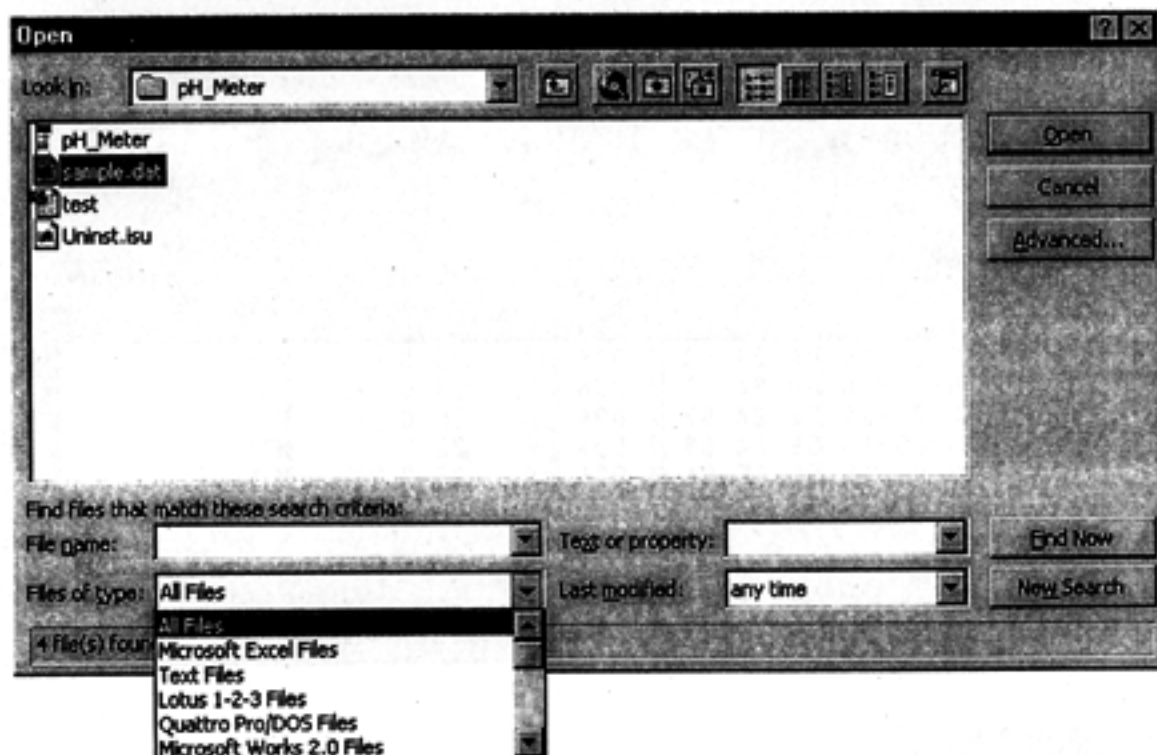 Open
Look in: pH_Meter
pH_Meter
sample.dat
test
Uninst.isu
Open
Cancel
Advanced...
Find files that match these search criteria:
File name: Text or property: Find Now
Files of type: All Files Last modified: any time New Search
4 file(s) foun
All Files
Microsoft Excel Files
Text Files
Lotus 1-2-3 Files
Quattro Pro/DOS Files
Microsoft Works 2.0 Files